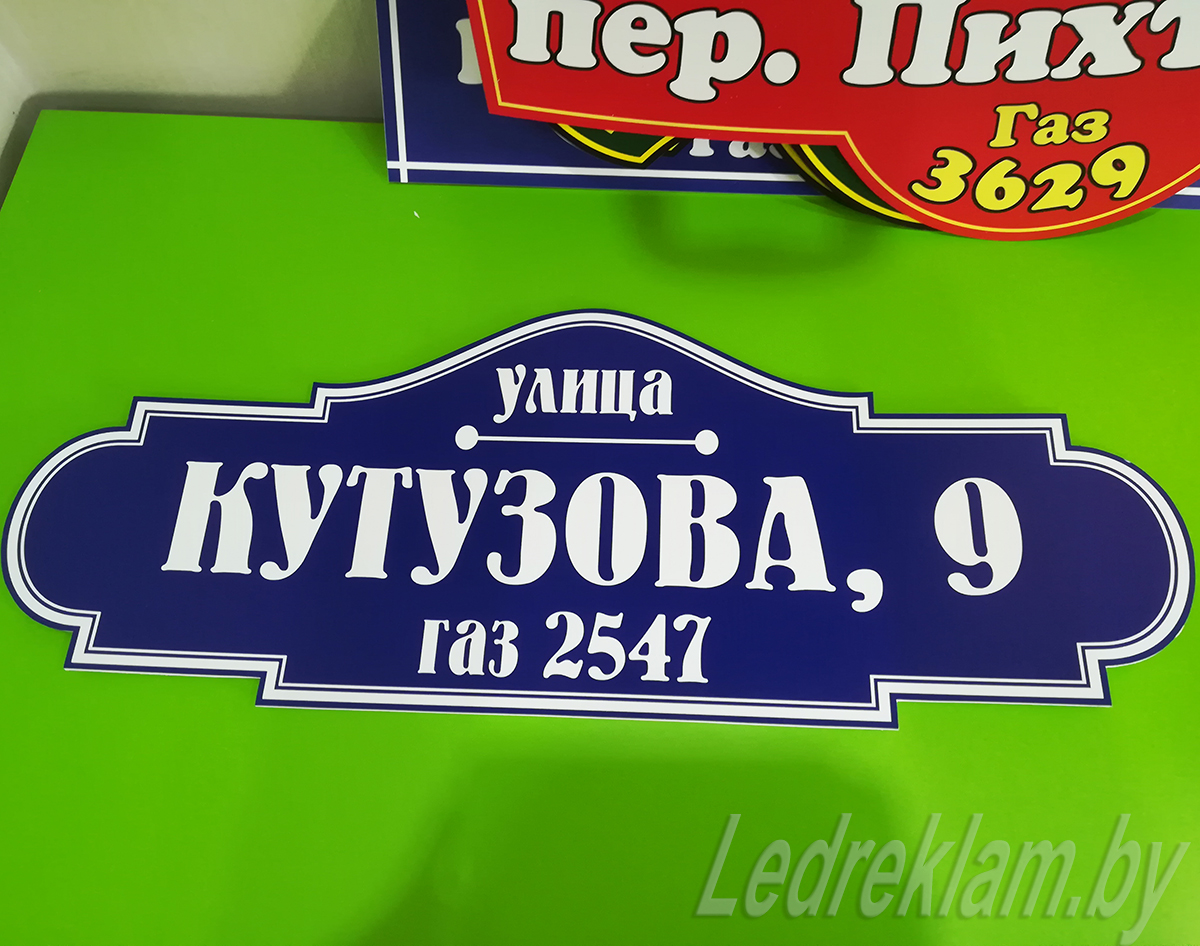 пер. Пихт
Газ
3629
улица
КУТУЗОВА, 9
газ 2547
Ledreklam.by